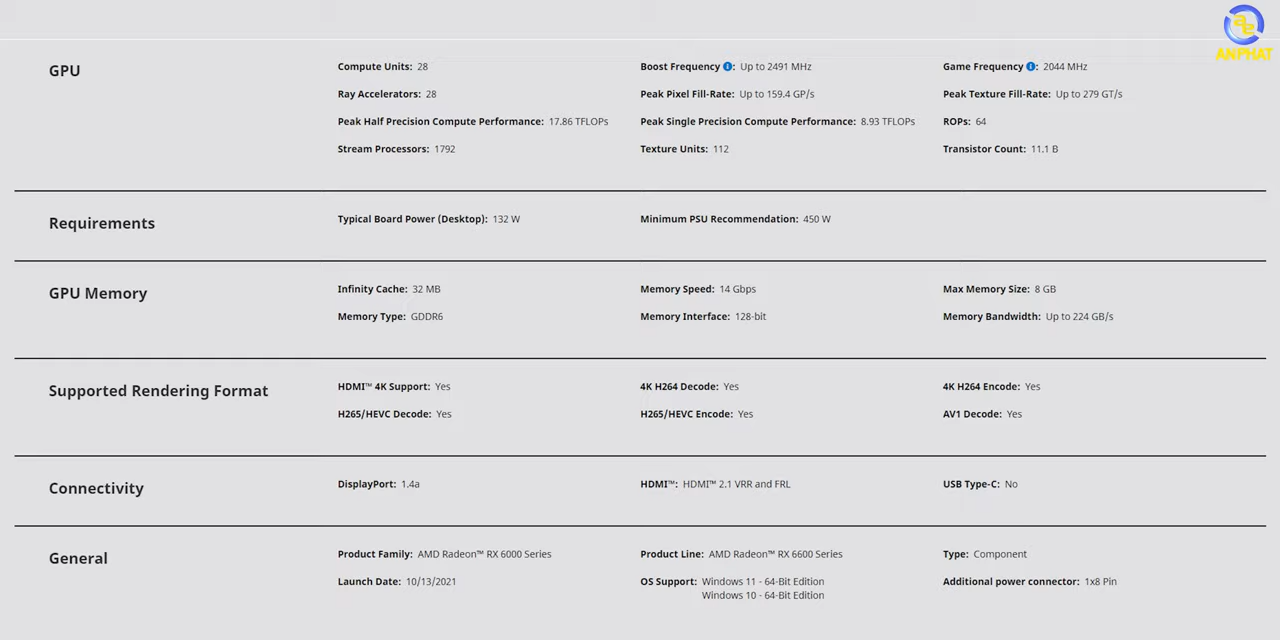 ANPHAT
GPU
Compute Units: 28
Boost Frequency i: Up to 2491 MHz
Game Frequency i: 2044 MHz
Ray Accelerators: 28
Peak Pixel Fill-Rate: Up to 159.4 GP/s
Peak Texture Fill-Rate: Up to 279 GT/s
Peak Half Precision Compute Performance: 17.86 TFLOPs
Peak Single Precision Compute Performance: 8.93 TFLOPs
ROPs: 64
Stream Processors: 1792
Texture Units: 112
Transistor Count: 11.1 B
Requirements
Typical Board Power (Desktop): 132 W
Minimum PSU Recommendation: 450 W
GPU Memory
Infinity Cache: 32 MB
Memory Speed: 14 Gbps
Max Memory Size: 8 GB
Memory Type: GDDR6
Memory Interface: 128-bit
Memory Bandwidth: Up to 224 GB/s
Supported Rendering Format
HDMI™ 4K Support: Yes
4K H264 Decode: Yes
4K H264 Encode: Yes
H265/HEVC Decode: Yes
H265/HEVC Encode: Yes
AV1 Decode: Yes
Connectivity
DisplayPort: 1.4a
HDMI™: HDMI™ 2.1 VRR and FRL
USB Type-C: No
General
Product Family: AMD Radeon™ RX 6000 Series
Product Line: AMD Radeon™ RX 6600 Series
Type: Component
Launch Date: 10/13/2021
OS Support: Windows 11 - 64-Bit Edition
Windows 10 - 64-Bit Edition
Additional power connector: 1x8 Pin